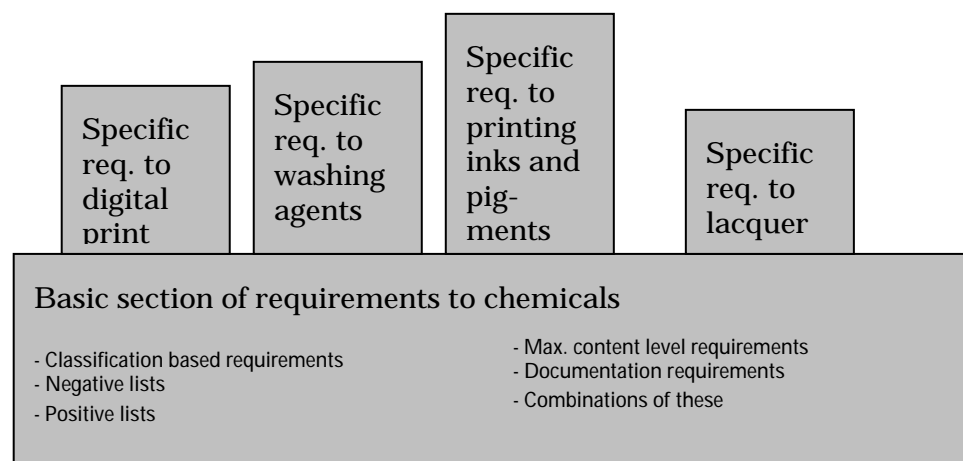 Specific
req. to
digital
print
Specific
req. to
washing
agents
Specific
req. to
printing
inks and
pig-
ments
Specific
req. to
lacquer
Basic section of requirements to chemicals
- Classification based requirements
- Negative lists
- Positive lists
- Max. content level requirements
- Documentation requirements
- Combinations of these